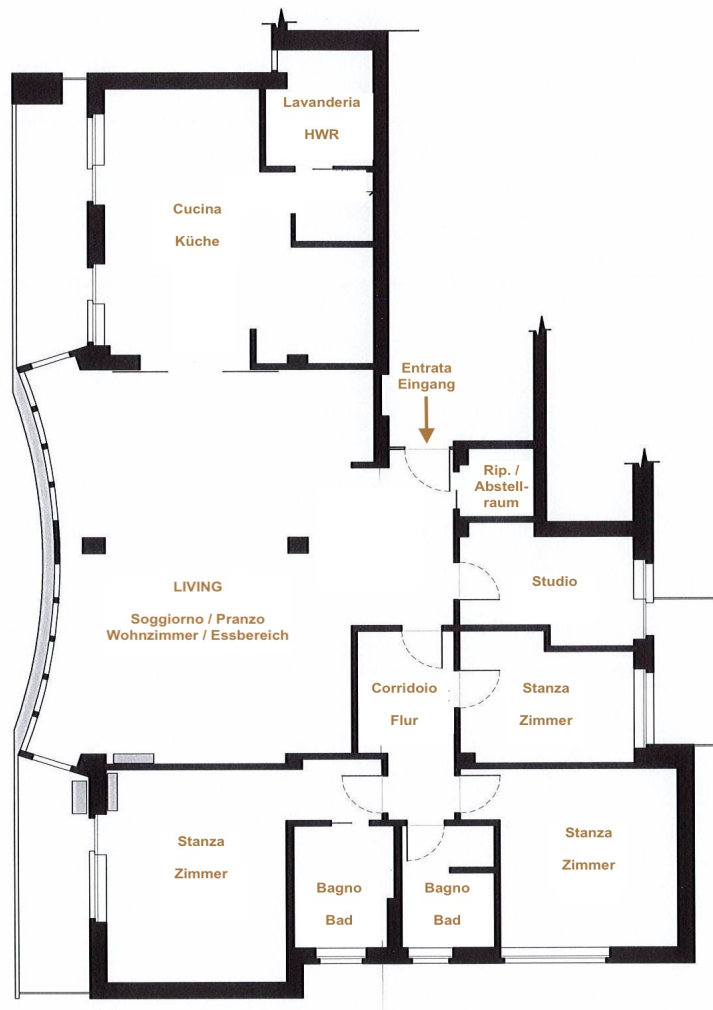 Lavanderia
HWR
Cucina
Küche
Entrata
Eingang
Rip. /
Abstell-
raum
Studio
LIVING
Soggiorno / Pranzo
Wohnzimmer / Essbereich
Corridoio
Flur
Stanza
Zimmer
Stanza
Zimmer
Stanza
Zimmer
Bagno
Bad
Bagno
Bad